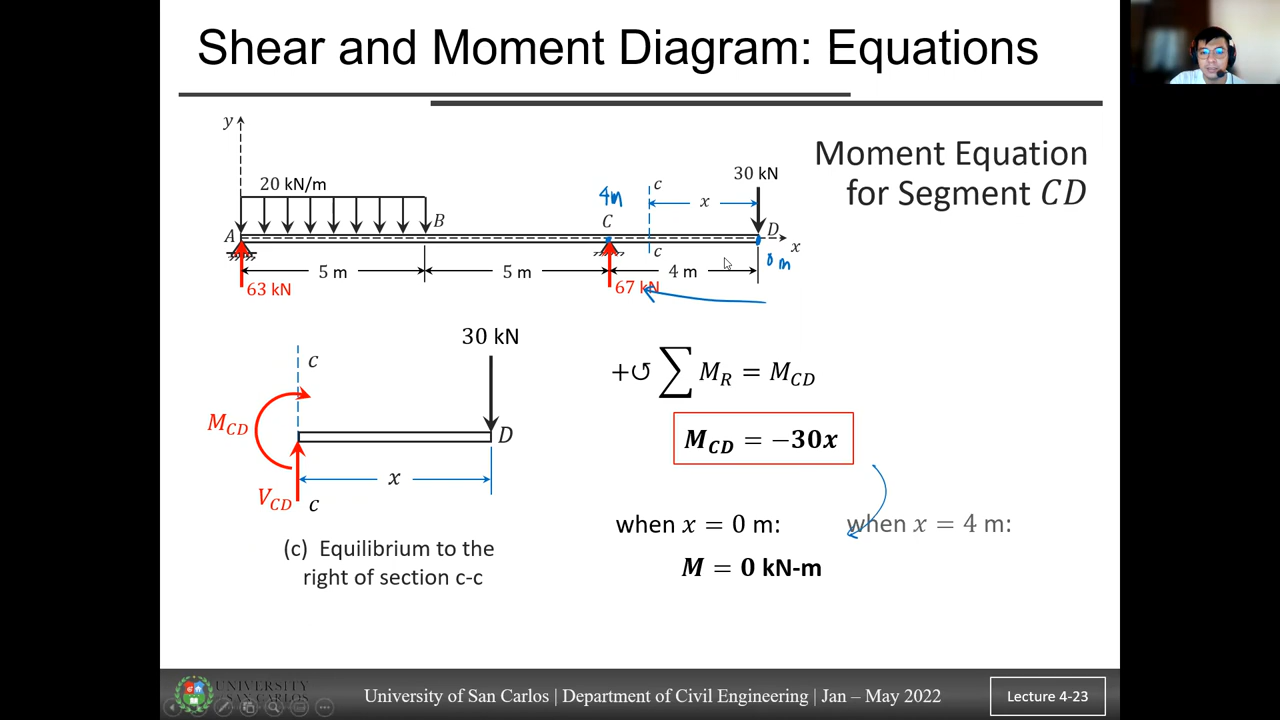 Shear and Moment Diagram: Equations
y
20 kN/m
A
B
4m
C
c
x
30 kN
D
x
c
0 m
5 m
5 m
4 m
63 kN
67 kN
Moment Equation
for Segment CD
30 kN
c
M_CD
D
x
V_CD
c
(c) Equilibrium to the
right of section c-c
+↺ ∑ M_R = M_CD
M_CD = −30x
when x = 0 m:
when x = 4 m:
M = 0 kN-m
UNIVERSITY
SAN CARLOS
University of San Carlos | Department of Civil Engineering | Jan – May 2022
Lecture 4-23